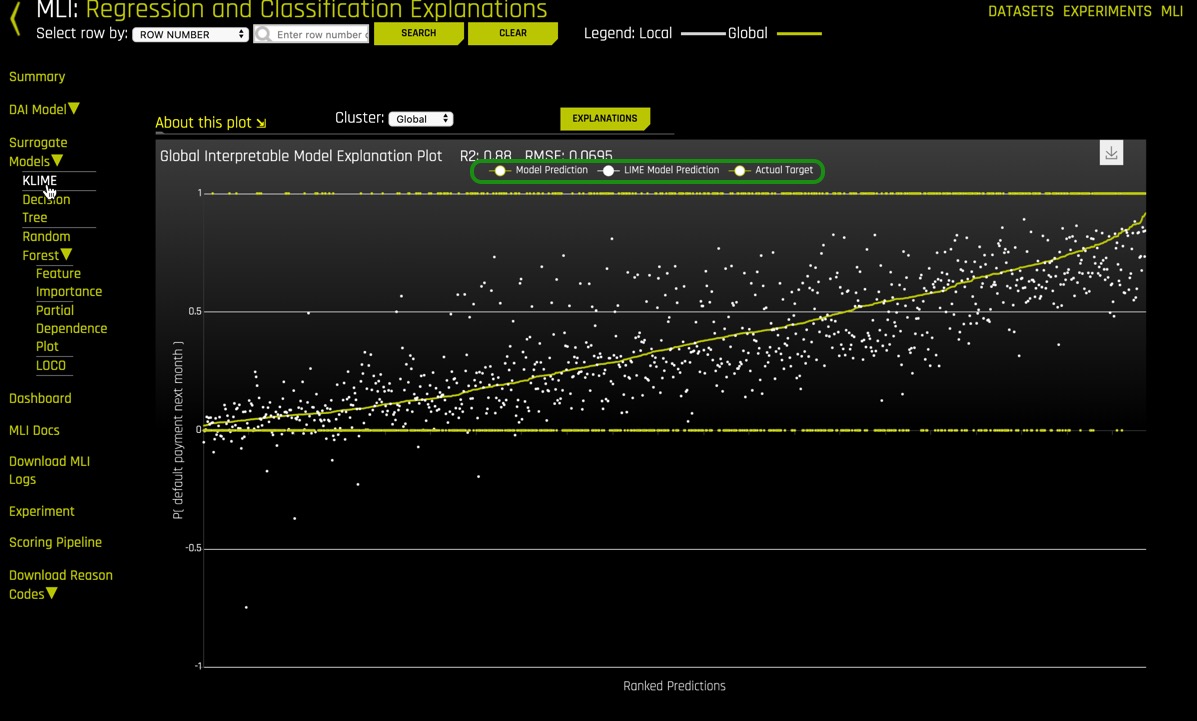 MLI: Regression and Classification Explanations
DATASETS EXPERIMENTS MLI
Select row by: ROW NUMBER Enter row number SEARCH CLEAR Legend: Local Global
Summary
DAI Model
Surrogate
Models
KLIME
Decision
Tree
Random
Forest
Feature
Importance
Partial
Dependence
Plot
LOCO
Dashboard
MLI Docs
Download MLI
Logs
Experiment
Scoring Pipeline
Download Reason
Codes
About this plot Cluster: Global EXPLANATIONS
Global Interpretable Model Explanation Plot R2: 0.88 RMSE: 0.0695
Model Prediction LIME Model Prediction Actual Target
1
0.5
0
-0.5
-1
P( default payment next month )
Ranked Predictions